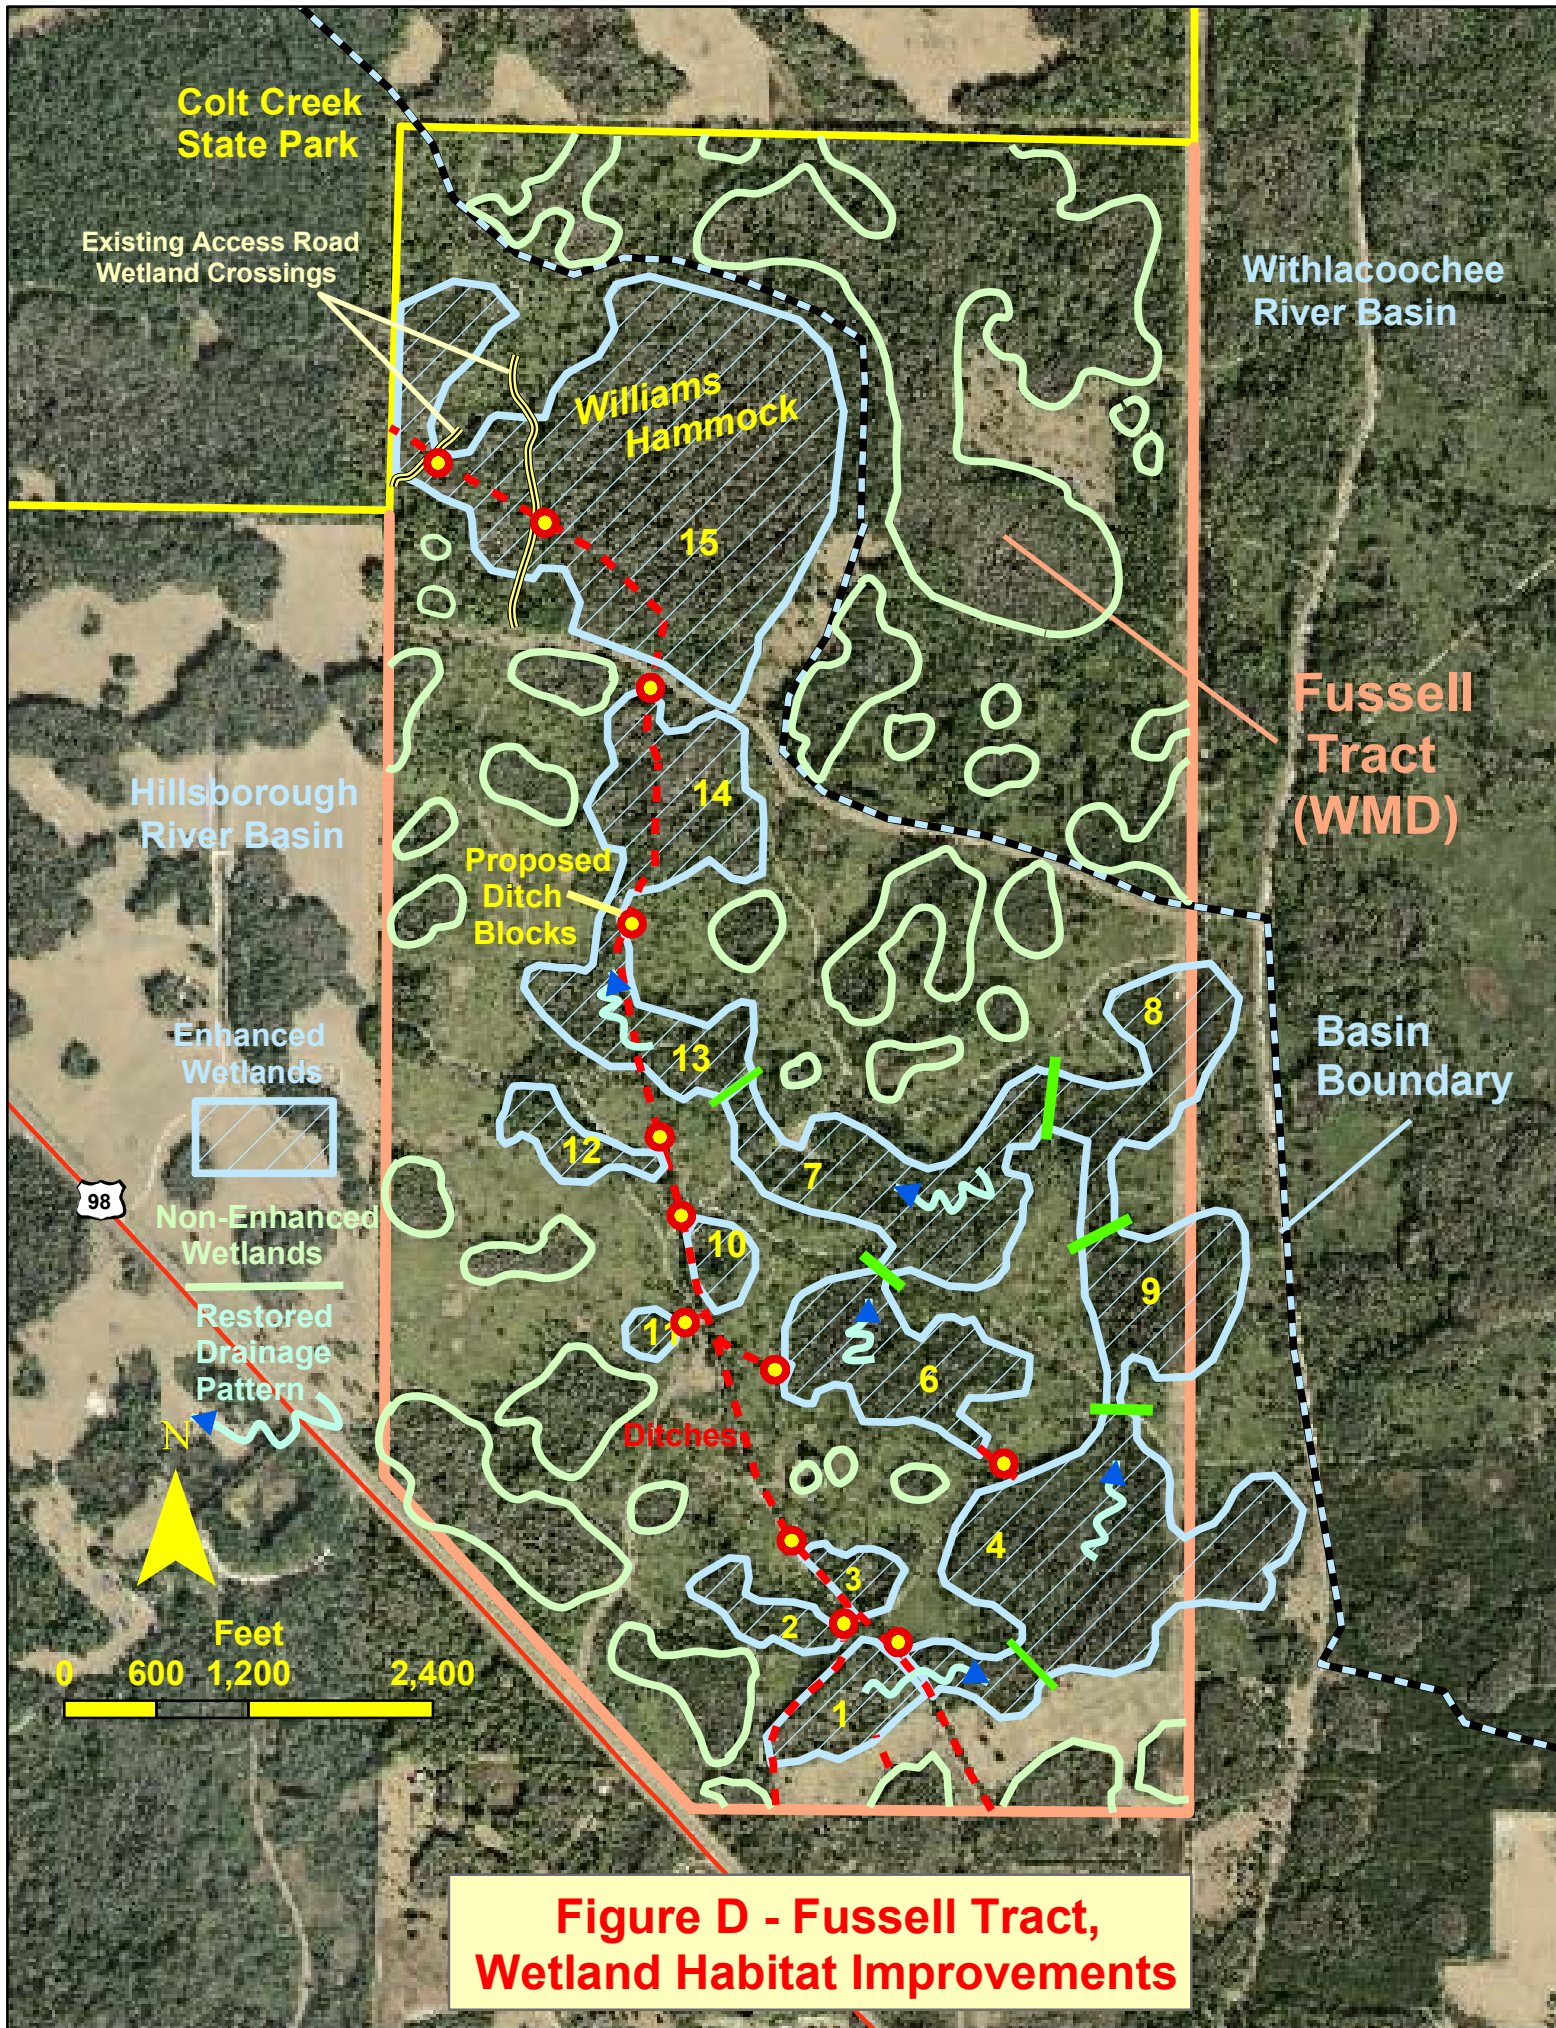 Colt Creek
State Park
Existing Access Road
Wetland Crossings
Withlacoochee
River Basin
Williams
Hammock
15
Fussell
Tract
(WMD)
Hillsborough
River Basin
14
Proposed
Ditch
Blocks
8
Enhanced
Wetlands
13
Basin
Boundary
12
7
98
Non-Enhanced
Wetlands
10
9
Restored
Drainage
Pattern
11
6
N
Ditches
4
3
2
Feet
0 600 1,200 2,400
1
Figure D - Fussell Tract,
Wetland Habitat Improvements